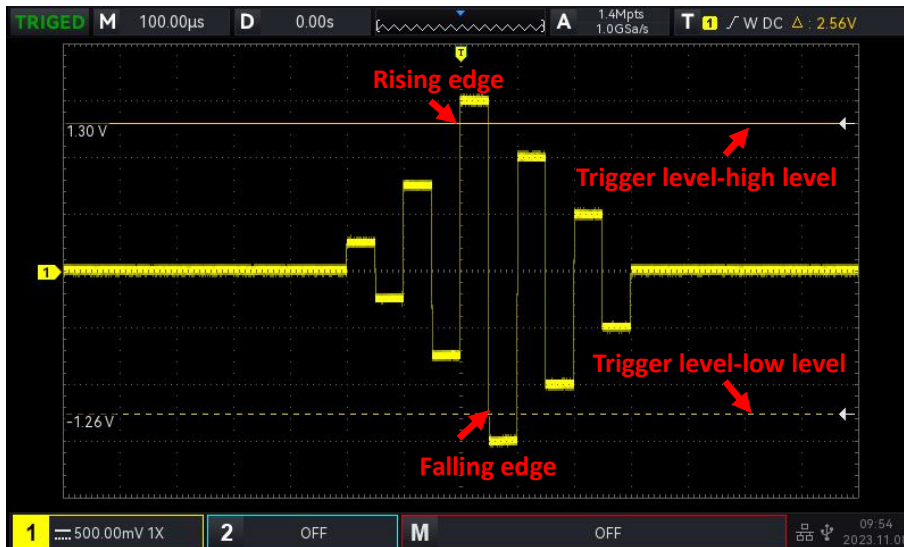 TRIGED M 100.00µs D 0.00s A 1.4Mpts 1.0GSa/s T 1 W DC △ : 2.56V
T
Rising edge
1.30 V
Trigger level-high level
1
Trigger level-low level
-1.26 V
Falling edge
1 500.00mV 1X 2 OFF M OFF 09:54